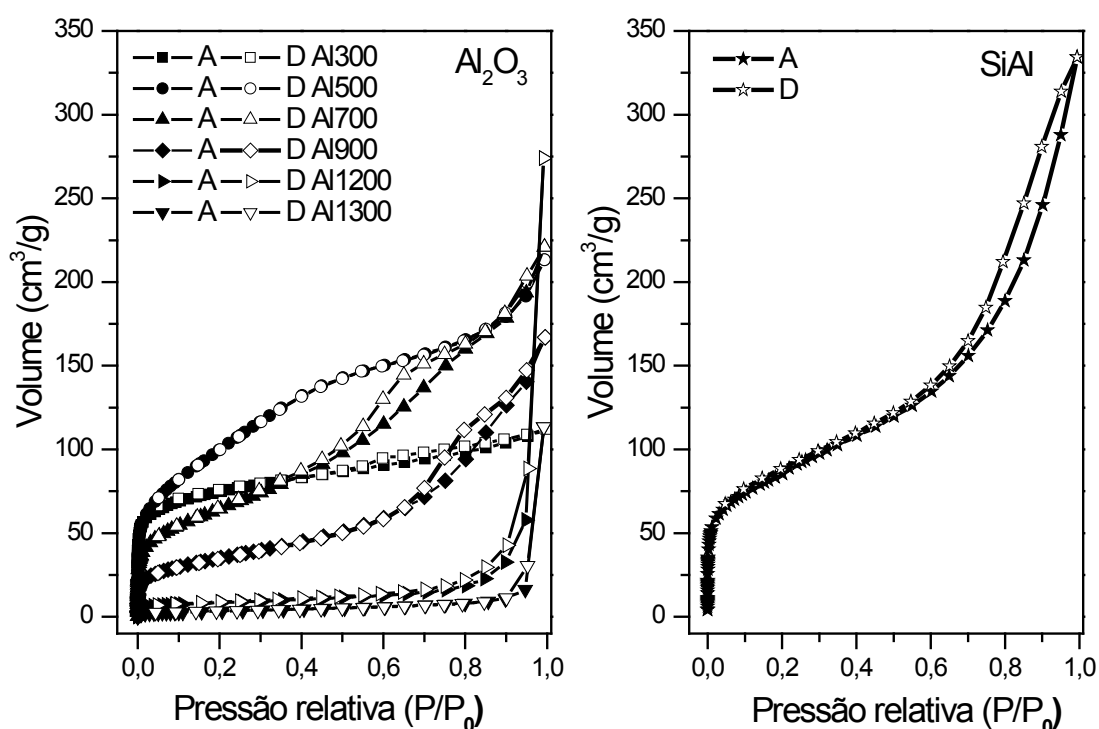 350
300
250
200
150
100
50
0
Volume (cm³/g)
A D Al300
A D Al500
A D Al700
A D Al900
A D Al1200
A D Al1300
Al₂O₃
0,0 0,2 0,4 0,6 0,8 1,0
Pressão relativa (P/P₀)
350
300
250
200
150
100
50
0
Volume (cm³/g)
A
D
SiAl
0,0 0,2 0,4 0,6 0,8 1,0
Pressão relativa (P/P₀)